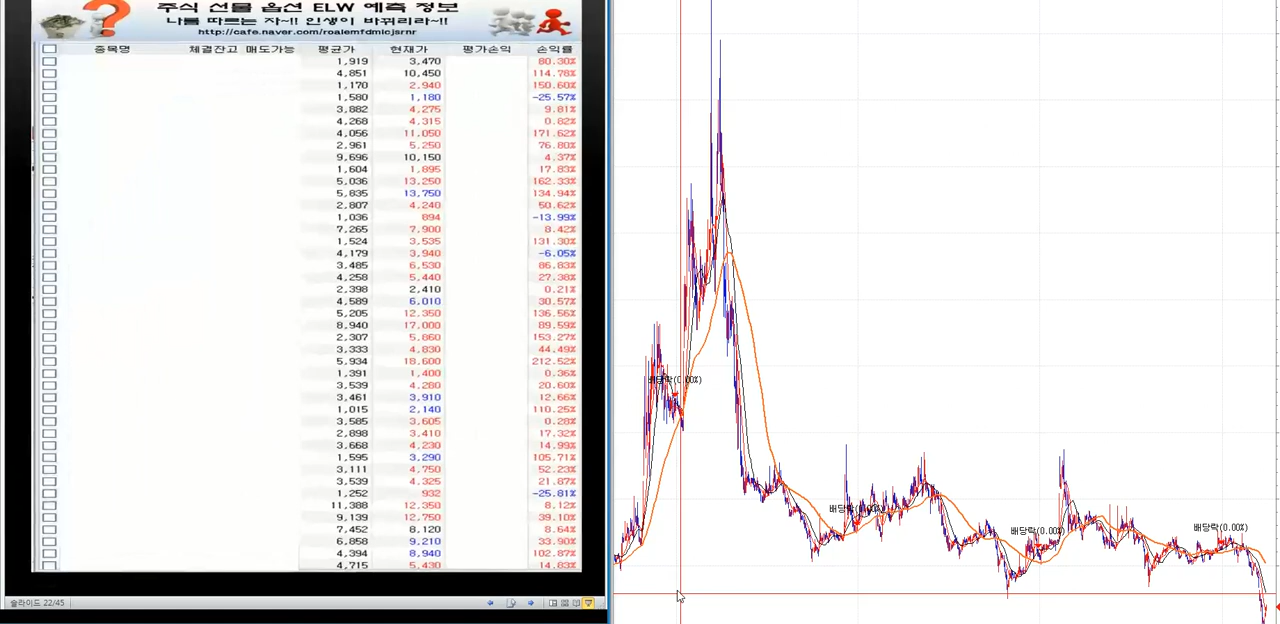 주식 선물 옵션 ELW 예측 정보
나를 따르는 자~!! 인생이 바뀌리라~!!
http://cafe.naver.com/roalemfdmicjsrnr
종목명 체결잔고 매도가능 평균가 현재가 평가손익 손익률
1,919 3,470 80.30%
4,851 10,450 114.78%
1,170 2,940 150.60%
1,580 1,180 -25.57%
3,882 4,275 9.81%
4,268 4,315 0.82%
4,056 11,050 171.62%
2,961 5,250 76.80%
9,696 10,150 4.37%
1,604 1,895 17.83%
5,036 13,250 162.33%
5,835 13,750 134.94%
2,807 4,240 50.62%
1,036 894 -13.99%
7,265 7,900 8.42%
1,524 3,535 131.30%
4,179 3,940 -6.05%
3,485 6,530 86.83%
4,258 5,440 27.38%
2,398 2,410 0.21%
4,589 6,010 30.57%
5,205 12,350 136.56%
8,940 17,000 89.59%
2,307 5,860 153.27%
3,333 4,830 44.49%
5,934 18,600 212.52%
1,391 1,400 0.36%
3,539 4,280 20.60%
3,461 3,910 12.66%
1,015 2,140 110.25%
3,585 3,605 0.28%
2,898 3,410 17.32%
3,668 4,230 14.99%
1,595 3,290 105.71%
3,111 4,750 52.23%
3,539 4,325 21.87%
1,252 932 -25.81%
11,388 12,350 8.12%
9,139 12,750 39.10%
7,452 8,120 8.64%
6,858 9,210 33.90%
4,394 8,940 102.87%
4,715 5,430 14.83%
슬라이드 22/45
배당락(0.00%)
배당락(0.00%)
배당락(0.00%)
배당락(0.00%)